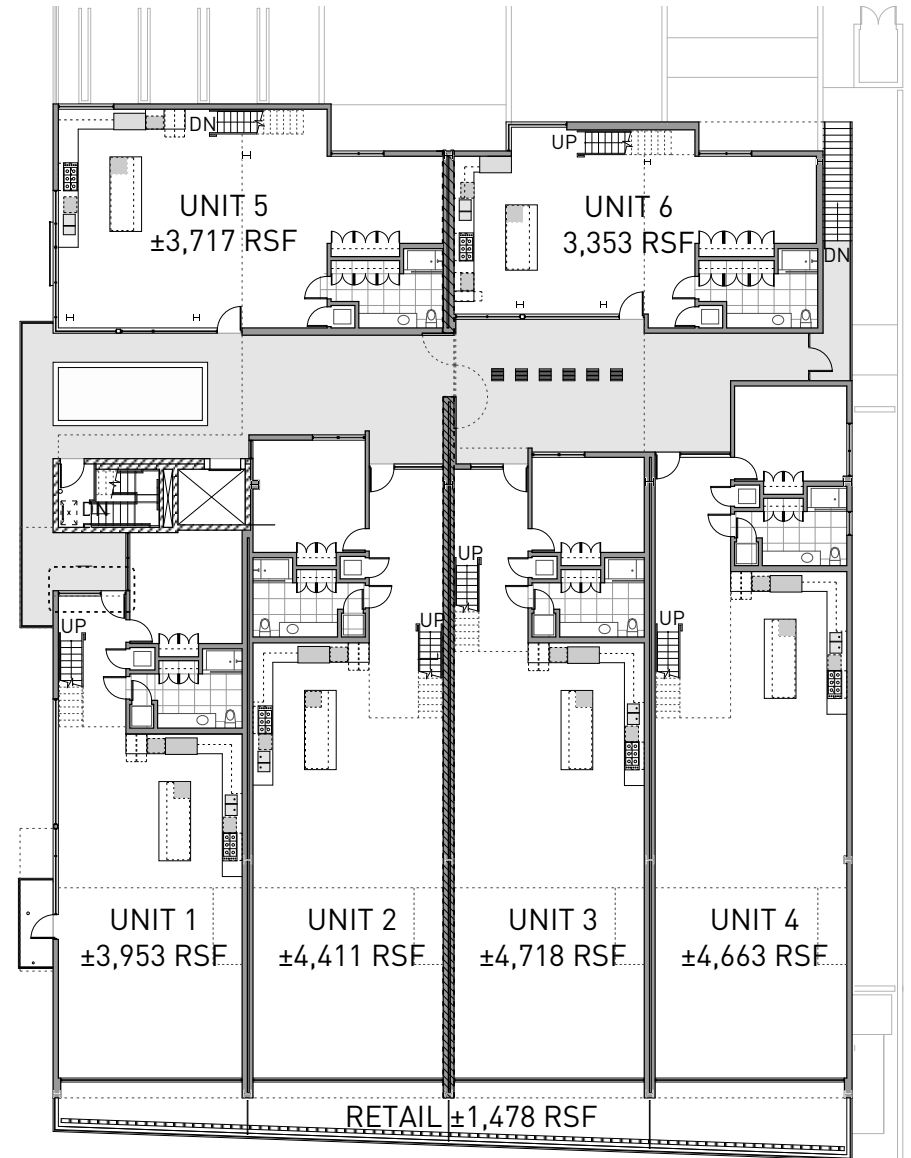 DN
UP
UNIT 5
±3,717 RSF
UNIT 6
3,353 RSF
DN
DN
UP
UP
UP
UP
UNIT 1
±3,953 RSF
UNIT 2
±4,411 RSF
UNIT 3
±4,718 RSF
UNIT 4
±4,663 RSF
RETAIL ±1,478 RSF